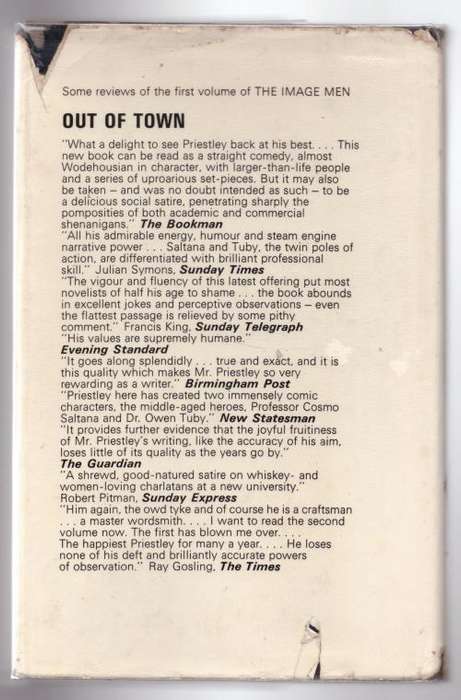 Some reviews of the first volume of THE IMAGE MEN
OUT OF TOWN
"What a delight to see Priestley back at his best. . . . This
new book can be read as a straight comedy, almost
Wodehousian in character, with larger-than-life people
and a series of uproarious set-pieces. But it may also
be taken – and was no doubt intended as such – to be
a delicious social satire, penetrating sharply the
pomposities of both academic and commercial
shenanigans." The Bookman
"All his admirable energy, humour and steam engine
narrative power . . . Saltana and Tuby, the twin poles of
action, are differentiated with brilliant professional
skill." Julian Symons, Sunday Times
"The vigour and fluency of this latest offering put most
novelists of half his age to shame . . . the book abounds
in excellent jokes and perceptive observations – even
the flattest passage is relieved by some pithy
comment." Francis King, Sunday Telegraph
"His values are supremely humane."
Evening Standard
"It goes along splendidly . . . true and exact, and it is
this quality which makes Mr. Priestley so very
rewarding as a writer." Birmingham Post
"Priestley here has created two immensely comic
characters, the middle-aged heroes, Professor Cosmo
Saltana and Dr. Owen Tuby." New Statesman
"It provides further evidence that the joyful fruitiness
of Mr. Priestley's writing, like the accuracy of his aim,
loses little of its quality as the years go by."
The Guardian
"A shrewd, good-natured satire on whiskey- and
women-loving charlatans at a new university."
Robert Pitman, Sunday Express
"Him again, the owd tyke and of course he is a craftsman
. . . a master wordsmith. . . . I want to read the second
volume now. The first has blown me over. . . .
The happiest Priestley for many a year. . . . He loses
none of his deft and brilliantly accurate powers
of observation." Ray Gosling, The Times